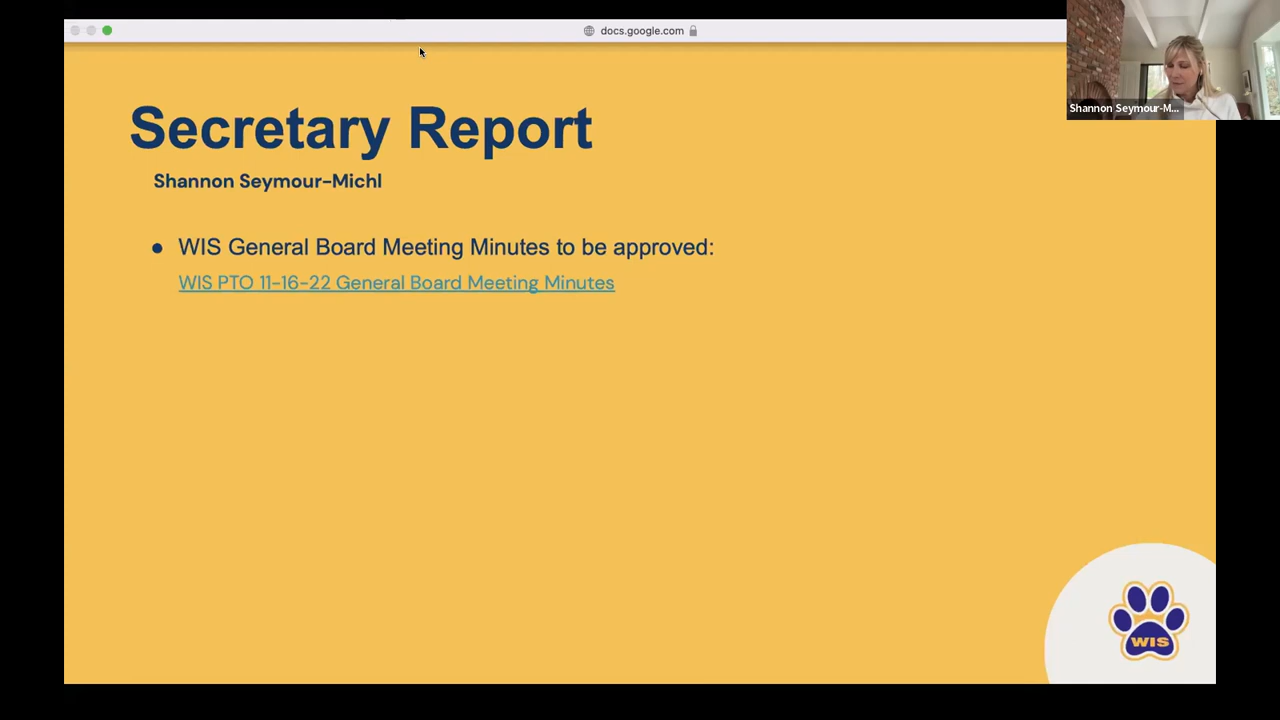 docs.google.com
Shannon Seymour-M...
Secretary Report
Shannon Seymour-Michl
● WIS General Board Meeting Minutes to be approved:
WIS PTO 11-16-22 General Board Meeting Minutes
WIS